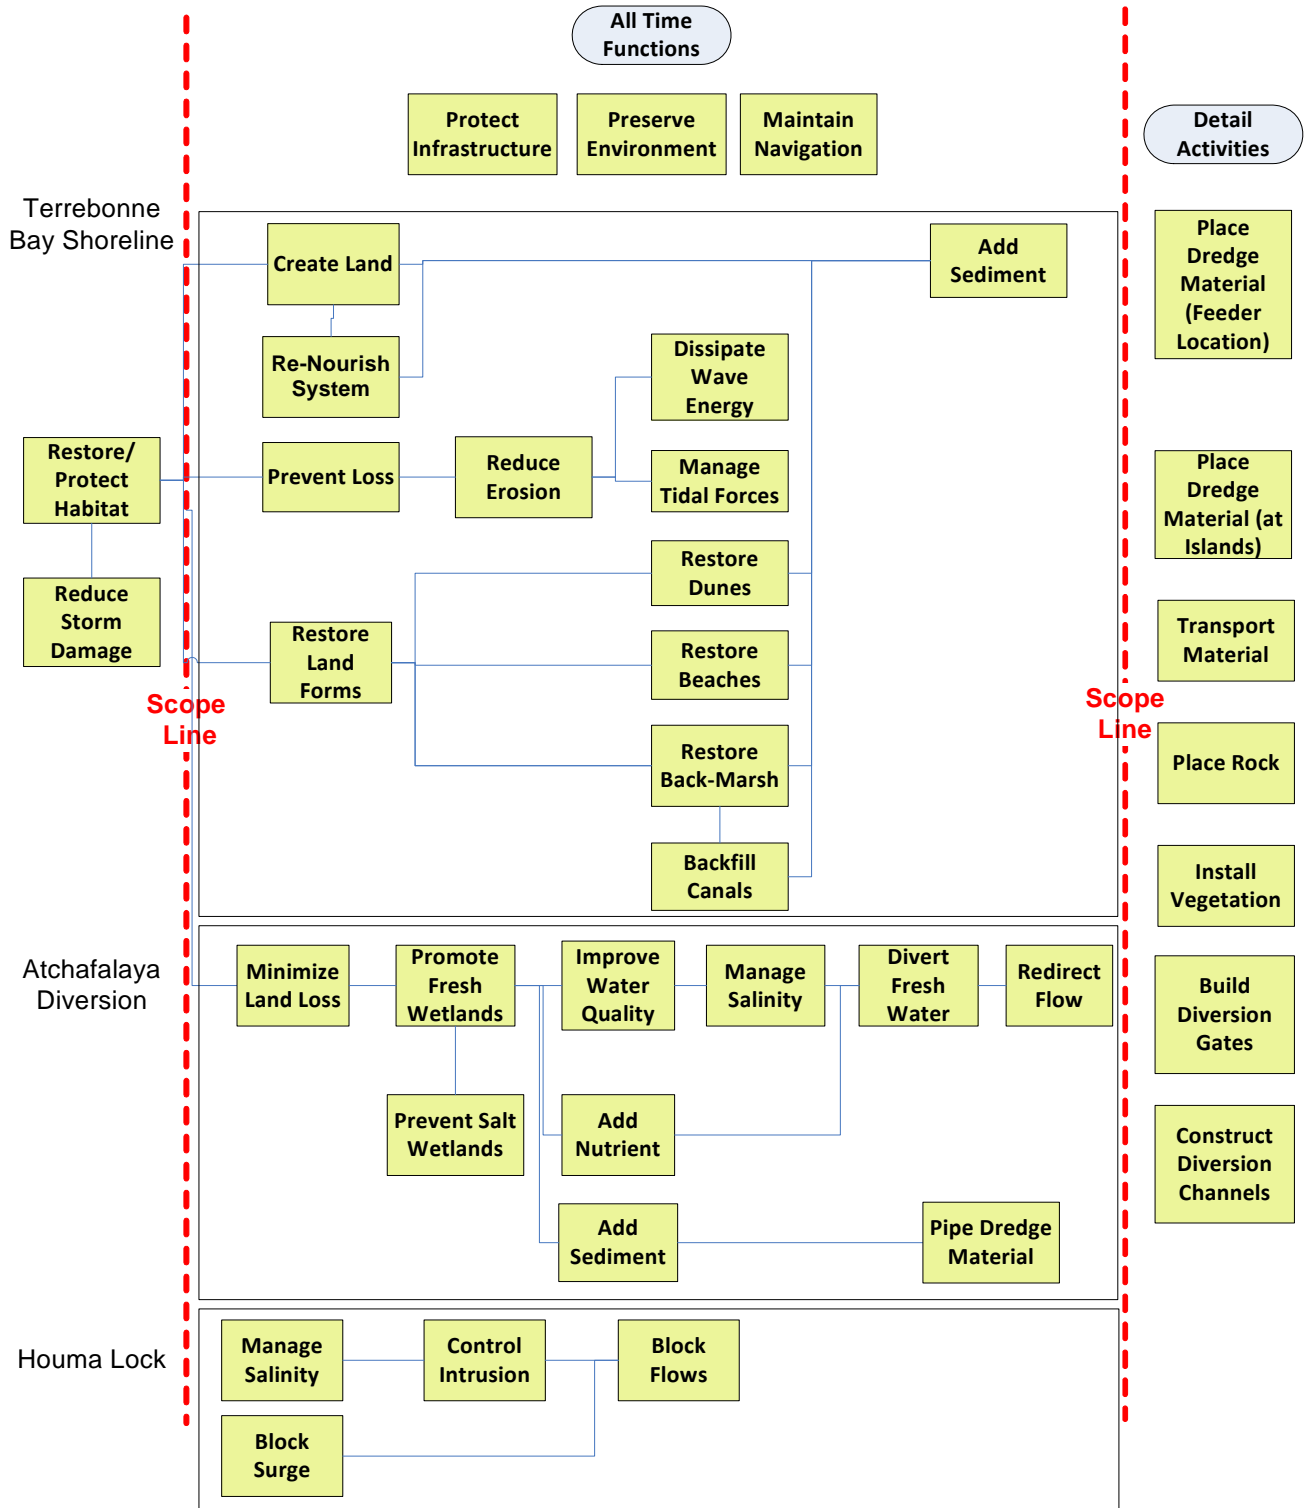 All Time
Functions
Protect
Infrastructure
Preserve
Environment
Maintain
Navigation
Detail
Activities
Terrebonne
Bay Shoreline
Create Land
Add
Sediment
Place
Dredge
Material
(Feeder
Location)
Re-Nourish
System
Dissipate
Wave
Energy
Restore/
Protect
Habitat
Prevent Loss
Reduce
Erosion
Manage
Tidal Forces
Place
Dredge
Material (at
Islands)
Reduce
Storm
Damage
Restore
Dunes
Restore
Land
Forms
Restore
Beaches
Transport
Material
Scope
Line
Scope
Line
Restore
Back-Marsh
Place Rock
Backfill
Canals
Install
Vegetation
Atchafalaya
Diversion
Minimize
Land Loss
Promote
Fresh
Wetlands
Improve
Water
Quality
Manage
Salinity
Divert
Fresh
Water
Redirect
Flow
Build
Diversion
Gates
Prevent Salt
Wetlands
Add
Nutrient
Construct
Diversion
Channels
Add
Sediment
Pipe Dredge
Material
Houma Lock
Manage
Salinity
Control
Intrusion
Block
Flows
Block
Surge